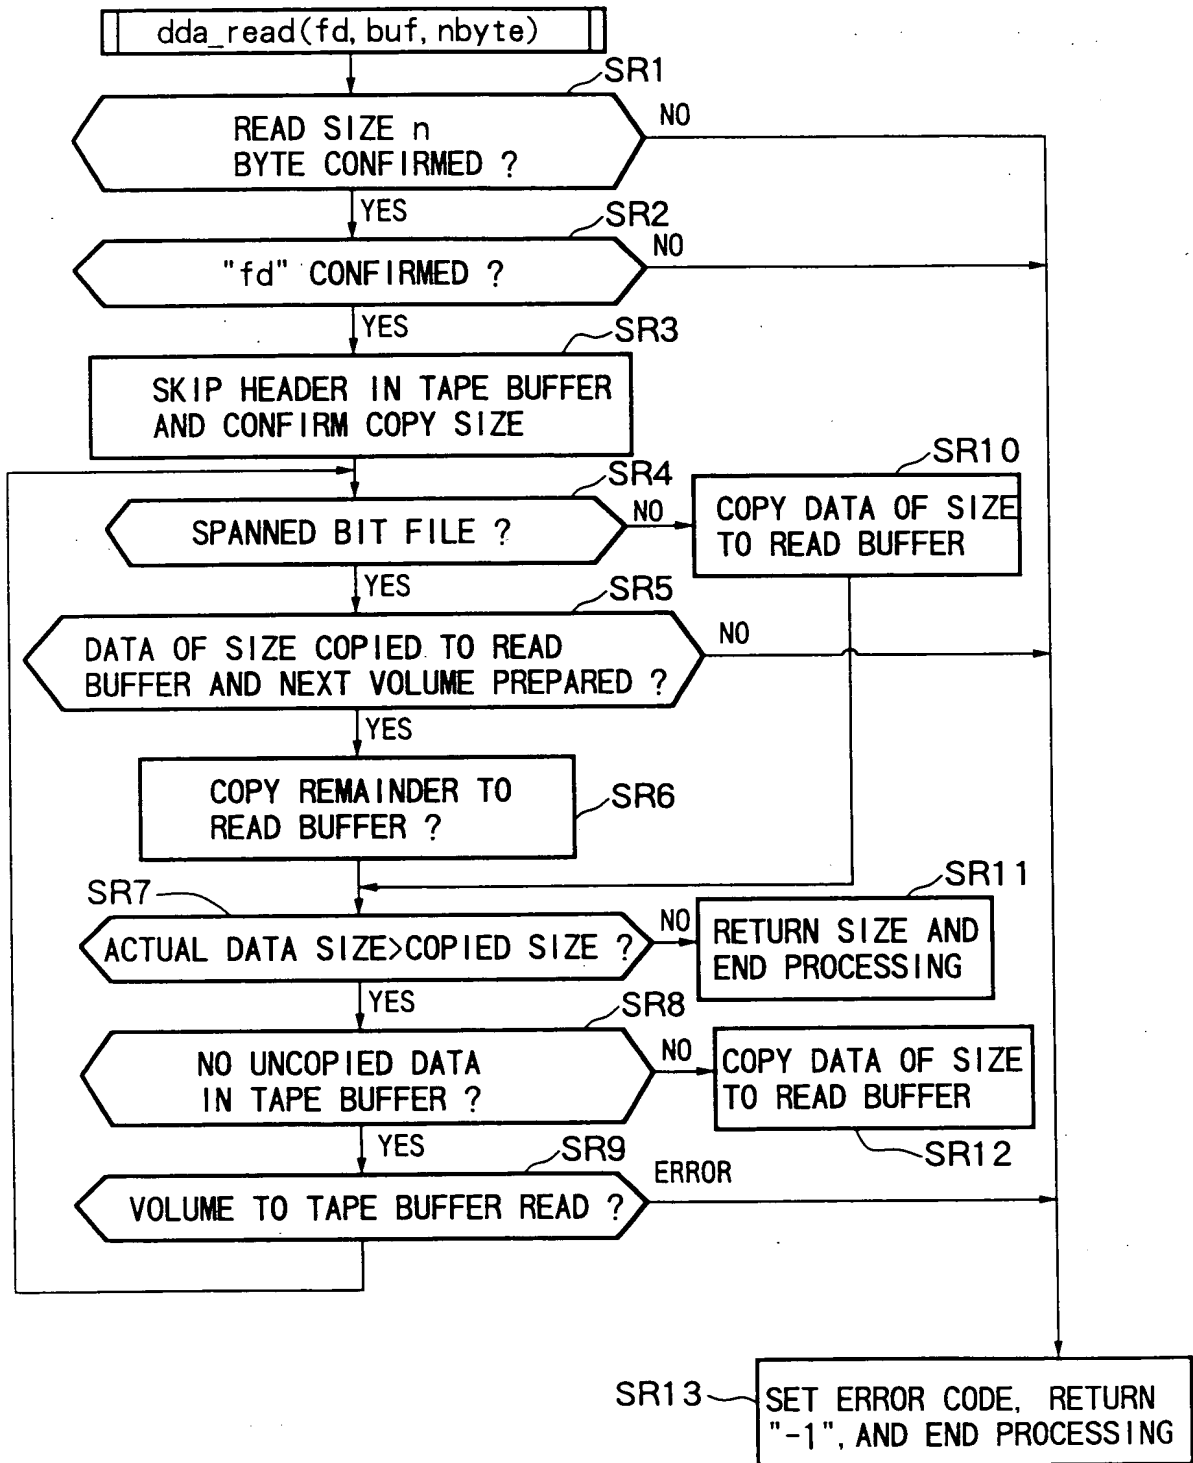 dda_read(fd, buf, nbyte)
SR1
READ SIZE n
BYTE CONFIRMED ?
NO
YES
SR2
"fd" CONFIRMED ?
NO
YES
SR3
SKIP HEADER IN TAPE BUFFER
AND CONFIRM COPY SIZE
SR4
SPANNED BIT FILE ?
NO
SR10
COPY DATA OF SIZE
TO READ BUFFER
YES
SR5
DATA OF SIZE COPIED TO READ
BUFFER AND NEXT VOLUME PREPARED ?
NO
YES
COPY REMAINDER TO
READ BUFFER ?
SR6
SR7
ACTUAL DATA SIZE>COPIED SIZE ?
NO
SR11
RETURN SIZE AND
END PROCESSING
YES
SR8
NO UNCOPIED DATA
IN TAPE BUFFER ?
NO
COPY DATA OF SIZE
TO READ BUFFER
SR12
YES
SR9
VOLUME TO TAPE BUFFER READ ?
ERROR
SR13
SET ERROR CODE, RETURN
"-1", AND END PROCESSING